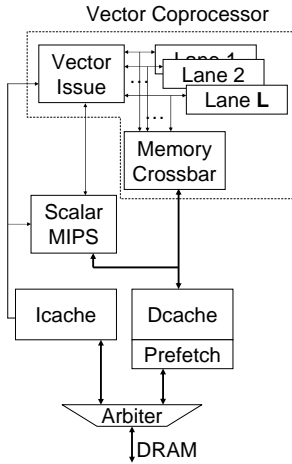 Vector Coprocessor
Vector
Issue
Lane 1
Lane 2
Lane L
...
...
Memory
Crossbar
Scalar
MIPS
Icache
Dcache
Prefetch
Arbiter
DRAM